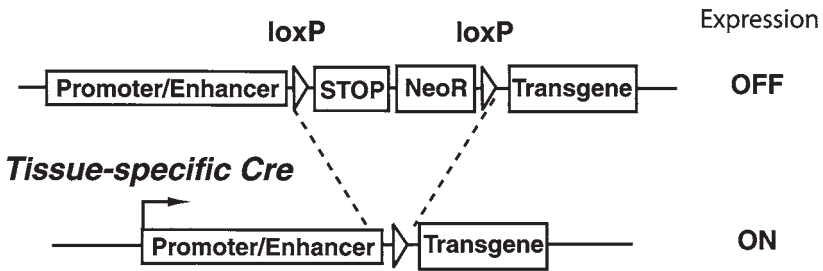 Expression
loxP loxP
Promoter/Enhancer STOP NeoR Transgene OFF
Tissue-specific Cre
Promoter/Enhancer Transgene ON